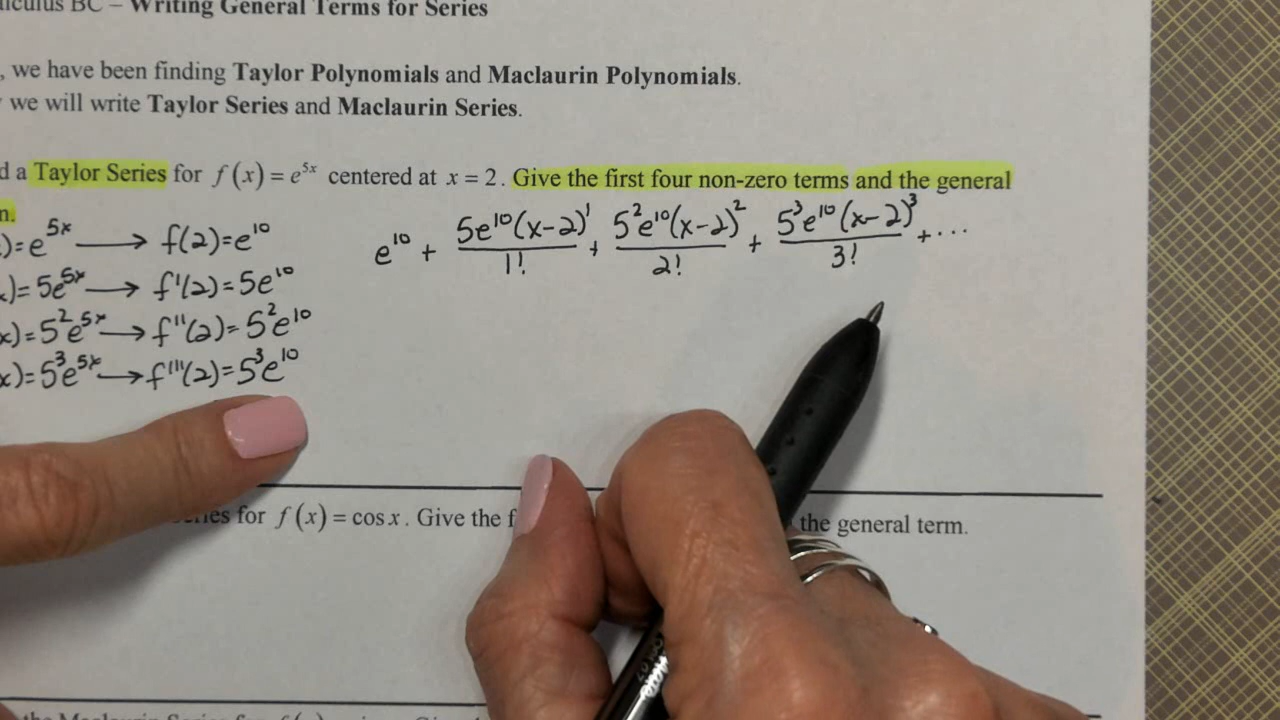 BC – Writing General Terms for Series
, we have been finding Taylor Polynomials and Maclaurin Polynomials.
we will write Taylor Series and Maclaurin Series.
d a Taylor Series for f(x) = e^{5x} centered at x = 2. Give the first four non-zero terms and the general
n.
)=e^{5x} → f(2)=e^{10}
)=5e^{5x} → f'(2)=5e^{10}
x)=5^2e^{5x} → f''(2)=5^2e^{10}
x)=5^3e^{5x} → f'''(2)=5^3e^{10}
e^{10} + 5e^{10}(x-2)^1/1! + 5^2e^{10}(x-2)^2/2! + 5^3e^{10}(x-2)^3/3! + ...
for f(x) = cos x. Give the f the general term.